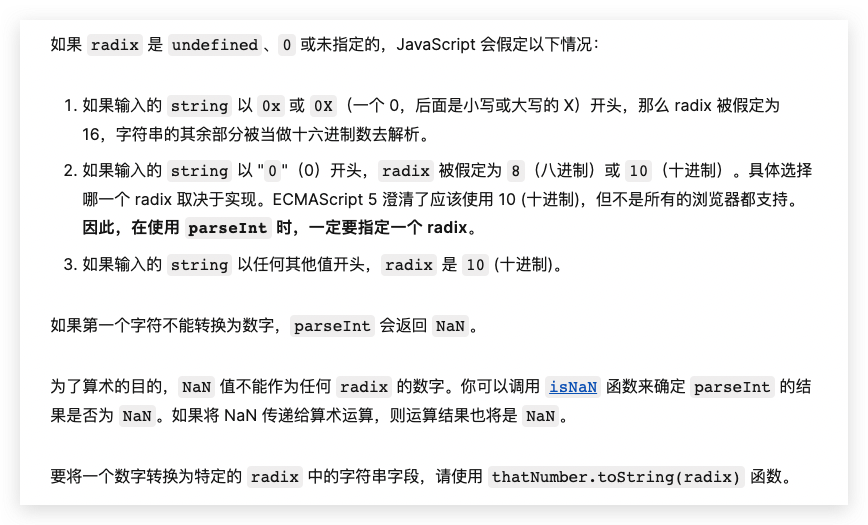 如果 radix 是 undefined、0 或未指定的，JavaScript 会假定以下情况：
1. 如果输入的 string 以 0x 或 0X（一个 0，后面是小写或大写的 X）开头，那么 radix 被假定为
16，字符串的其余部分被当做十六进制数去解析。
2. 如果输入的 string 以 "0"（0）开头，radix 被假定为 8（八进制）或 10（十进制）。具体选择
哪一个 radix 取决于实现。ECMAScript 5 澄清了应该使用 10 (十进制)，但不是所有的浏览器都支持。
因此，在使用 parseInt 时，一定要指定一个 radix。
3. 如果输入的 string 以任何其他值开头，radix 是 10 (十进制)。
如果第一个字符不能转换为数字，parseInt 会返回 NaN。
为了算术的目的，NaN 值不能作为任何 radix 的数字。你可以调用 isNaN 函数来确定 parseInt 的结
果是否为 NaN。如果将 NaN 传递给算术运算，则运算结果也将是 NaN。
要将一个数字转换为特定的 radix 中的字符串字段，请使用 thatNumber.toString(radix) 函数。